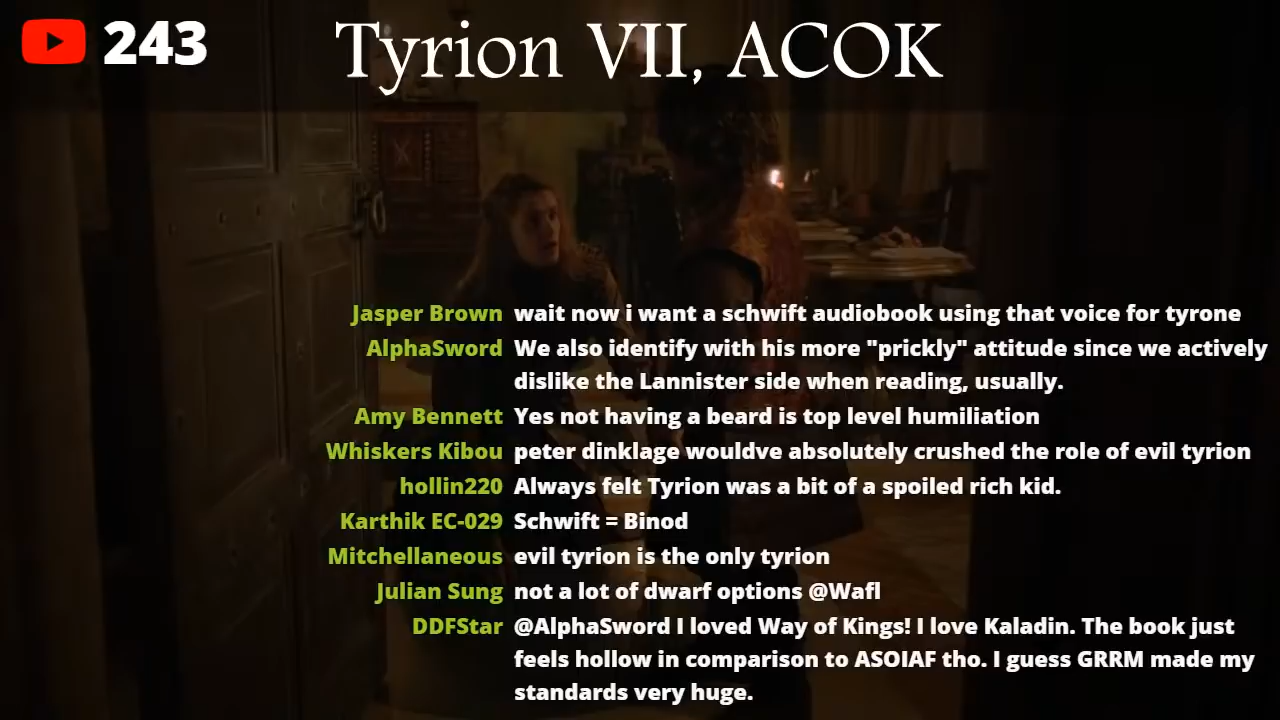 243
Tyrion VII, ACOK
Jasper Brown wait now i want a schwift audiobook using that voice for tyrone
AlphaSword We also identify with his more "prickly" attitude since we actively
dislike the Lannister side when reading, usually.
Amy Bennett Yes not having a beard is top level humiliation
Whiskers Kibou peter dinklage wouldve absolutely crushed the role of evil tyrion
hollin220 Always felt Tyrion was a bit of a spoiled rich kid.
Karthik EC-029 Schwift = Binod
Mitchellaneous evil tyrion is the only tyrion
Julian Sung not a lot of dwarf options @Wafl
DDFStar @AlphaSword I loved Way of Kings! I love Kaladin. The book just
feels hollow in comparison to ASOIAF tho. I guess GRRM made my
standards very huge.